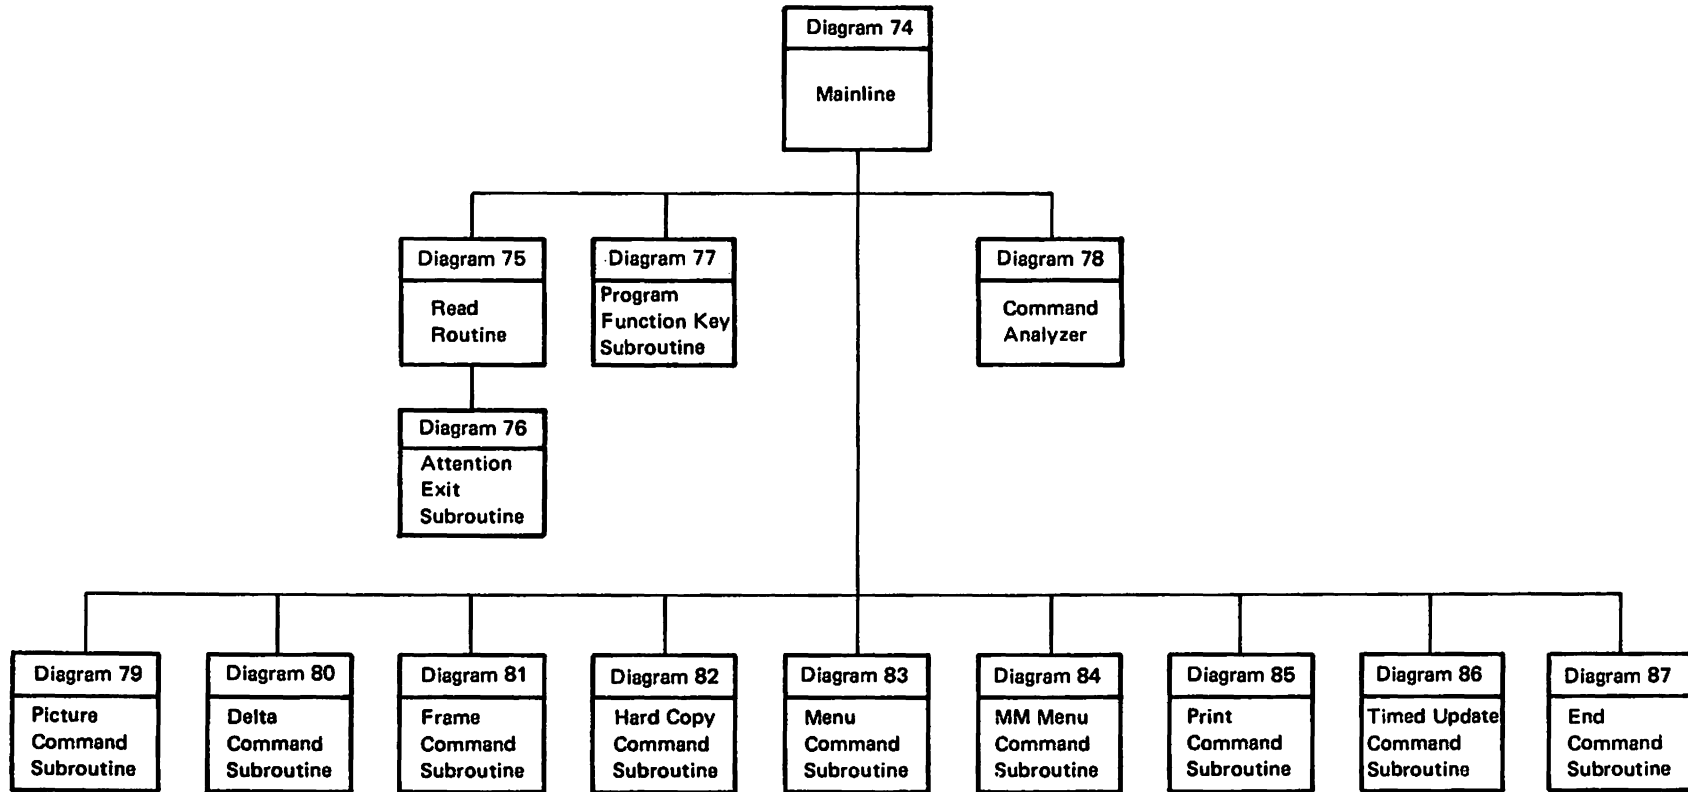 Diagram 74
Mainline
Diagram 75
Read
Routine
Diagram 77
Program
Function Key
Subroutine
Diagram 78
Command
Analyzer
Diagram 76
Attention
Exit
Subroutine
Diagram 79
Picture
Command
Subroutine
Diagram 80
Delta
Command
Subroutine
Diagram 81
Frame
Command
Subroutine
Diagram 82
Hard Copy
Command
Subroutine
Diagram 83
Menu
Command
Subroutine
Diagram 84
MM Menu
Command
Subroutine
Diagram 85
Print
Command
Subroutine
Diagram 86
Timed Update
Command
Subroutine
Diagram 87
End
Command
Subroutine